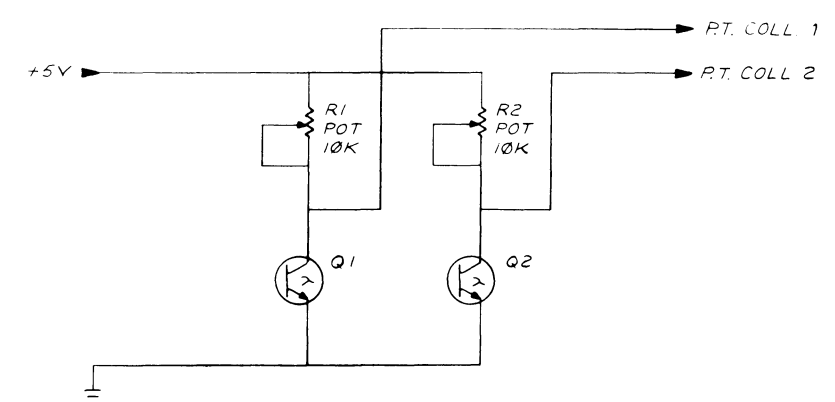 P.T. COLL. 1
+5V
P.T. COLL 2
R1
POT
10K
R2
POT
10K
Q1
λ
Q2
λ